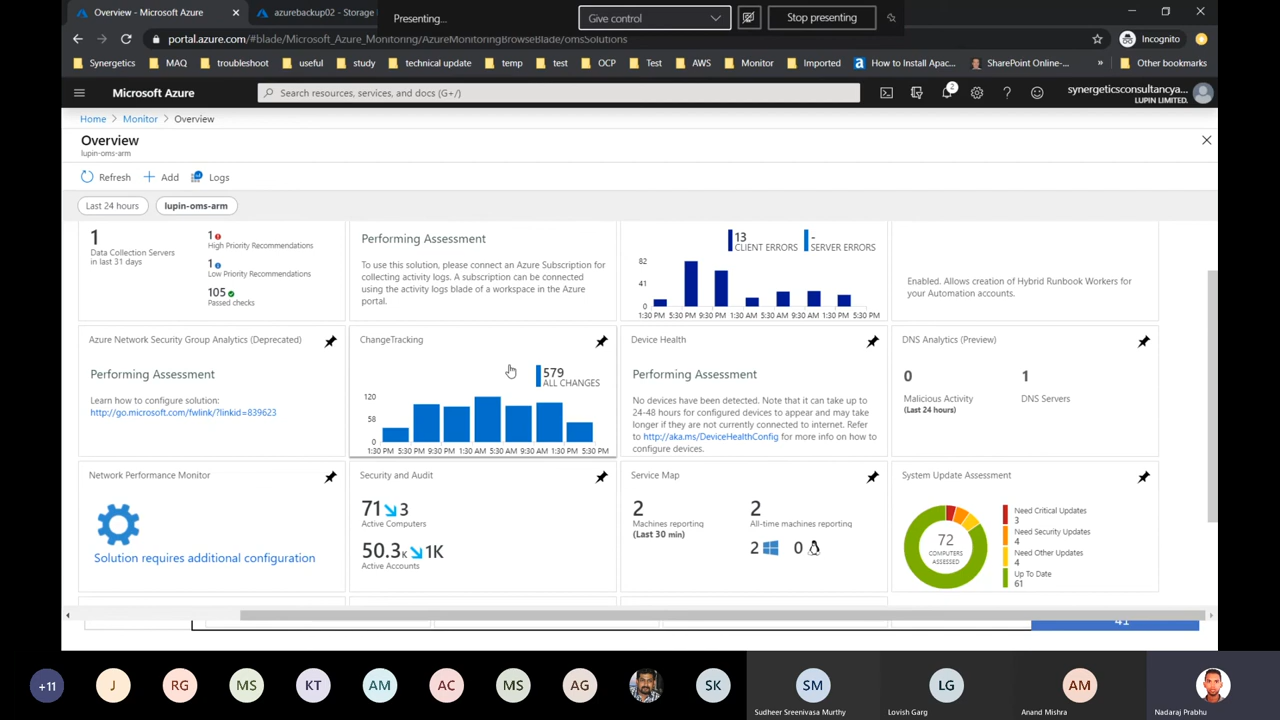 Overview - Microsoft Azure
azurebackup02 - Storage
Presenting...
Give control
Stop presenting
portal.azure.com/#blade/Microsoft_Azure_Monitoring/AzureMonitoringBrowseBlade/omsSolutions
Incognito
Synergetics
MAQ
troubleshoot
useful
study
technical update
temp
test
OCP
Test
AWS
Monitor
Imported
How to Install Apac...
SharePoint Online-...
»
Other bookmarks
Microsoft Azure
Search resources, services, and docs (G+/)
2
synergeticsconsultancya...
LUPIN LIMITED.
Home > Monitor > Overview
Overview
lupin-oms-arm
Refresh
Add
Logs
Last 24 hours
lupin-oms-arm
1
Data Collection Servers
in last 31 days
1
High Priority Recommendations
1
Low Priority Recommendations
105
Passed checks
Performing Assessment
To use this solution, please connect an Azure Subscription for
collecting activity logs. A subscription can be connected
using the activity logs blade of a workspace in the Azure
portal.
13
CLIENT ERRORS
-
SERVER ERRORS
82
41
0
1:30 PM 5:30 PM 9:30 PM 1:30 AM 5:30 AM 9:30 AM 1:30 PM 5:30 PM
Enabled. Allows creation of Hybrid Runbook Workers for
your Automation accounts.
Azure Network Security Group Analytics (Deprecated)
Performing Assessment
Learn how to configure solution:
http://go.microsoft.com/fwlink/?linkid=839623
ChangeTracking
579
ALL CHANGES
120
58
0
1:30 PM 5:30 PM 9:30 PM 1:30 AM 5:30 AM 9:30 AM 1:30 PM 5:30 PM
Device Health
Performing Assessment
No devices have been detected. Note that it can take up to
24-48 hours for configured devices to appear and may take
longer if they are not currently connected to internet. Refer
to http://aka.ms/DeviceHealthConfig for more info on how to
configure devices.
DNS Analytics (Preview)
0
Malicious Activity
(Last 24 hours)
1
DNS Servers
Network Performance Monitor
Solution requires additional configuration
Security and Audit
71 3
Active Computers
50.3K 1K
Active Accounts
Service Map
2
Machines reporting
(Last 30 min)
2
All-time machines reporting
2 0
System Update Assessment
72
COMPUTERS
ASSESSED
Need Critical Updates
3
Need Security Updates
4
Need Other Updates
4
Up To Date
61
41
+11
J
RG
MS
KT
AM
AC
MS
AG
SK
SM
Sudheer Sreenivasa Murthy
LG
Lovish Garg
AM
Anand Mishra
Nadaraj Prabhu